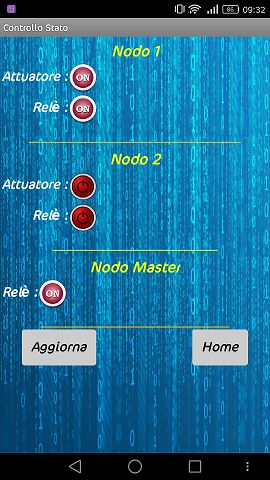 86 09:32
Controllo Stato
Nodo 1
Attuatore : ON
Relè : ON
Nodo 2
Attuatore :
Relè :
Nodo Master
Relè : ON
Aggiorna Home